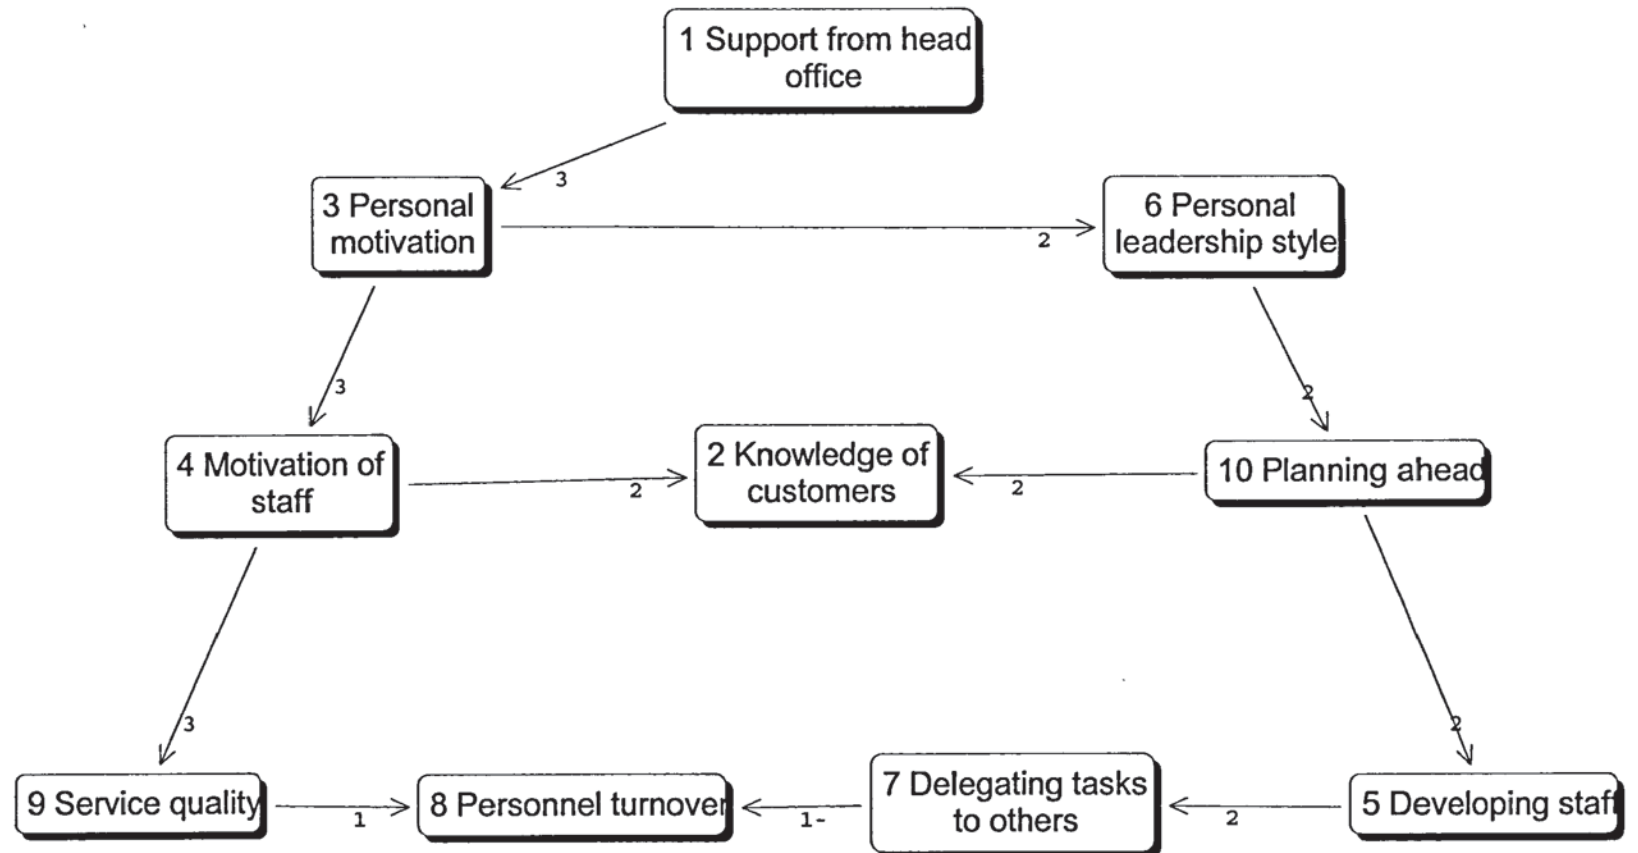 1 Support from head
office
3
3 Personal
motivation
2
6 Personal
leadership style
3
2
4 Motivation of
staff
2
2 Knowledge of
customers
2
10 Planning ahead
3
2
9 Service quality
1
8 Personnel turnover
1-
7 Delegating tasks
to others
2
5 Developing staff